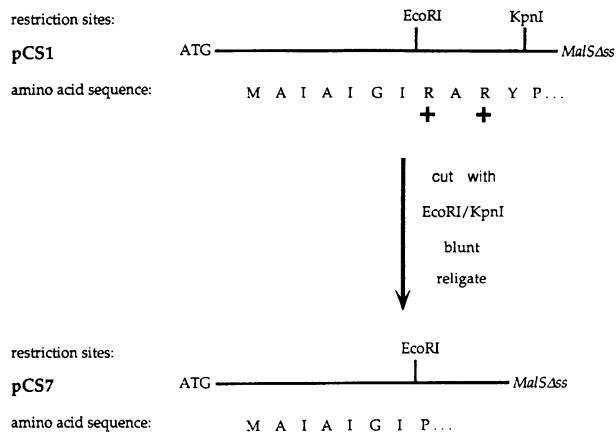 restriction sites: EcoRI KpnI
pCS1 ATG MalSΔss
amino acid sequence: M A I A I G I R A R Y P...
+ +
cut with
EcoRI/KpnI
blunt
religate
restriction sites: EcoRI
pCS7 ATG MalSΔss
amino acid sequence: M A I A I G I P...